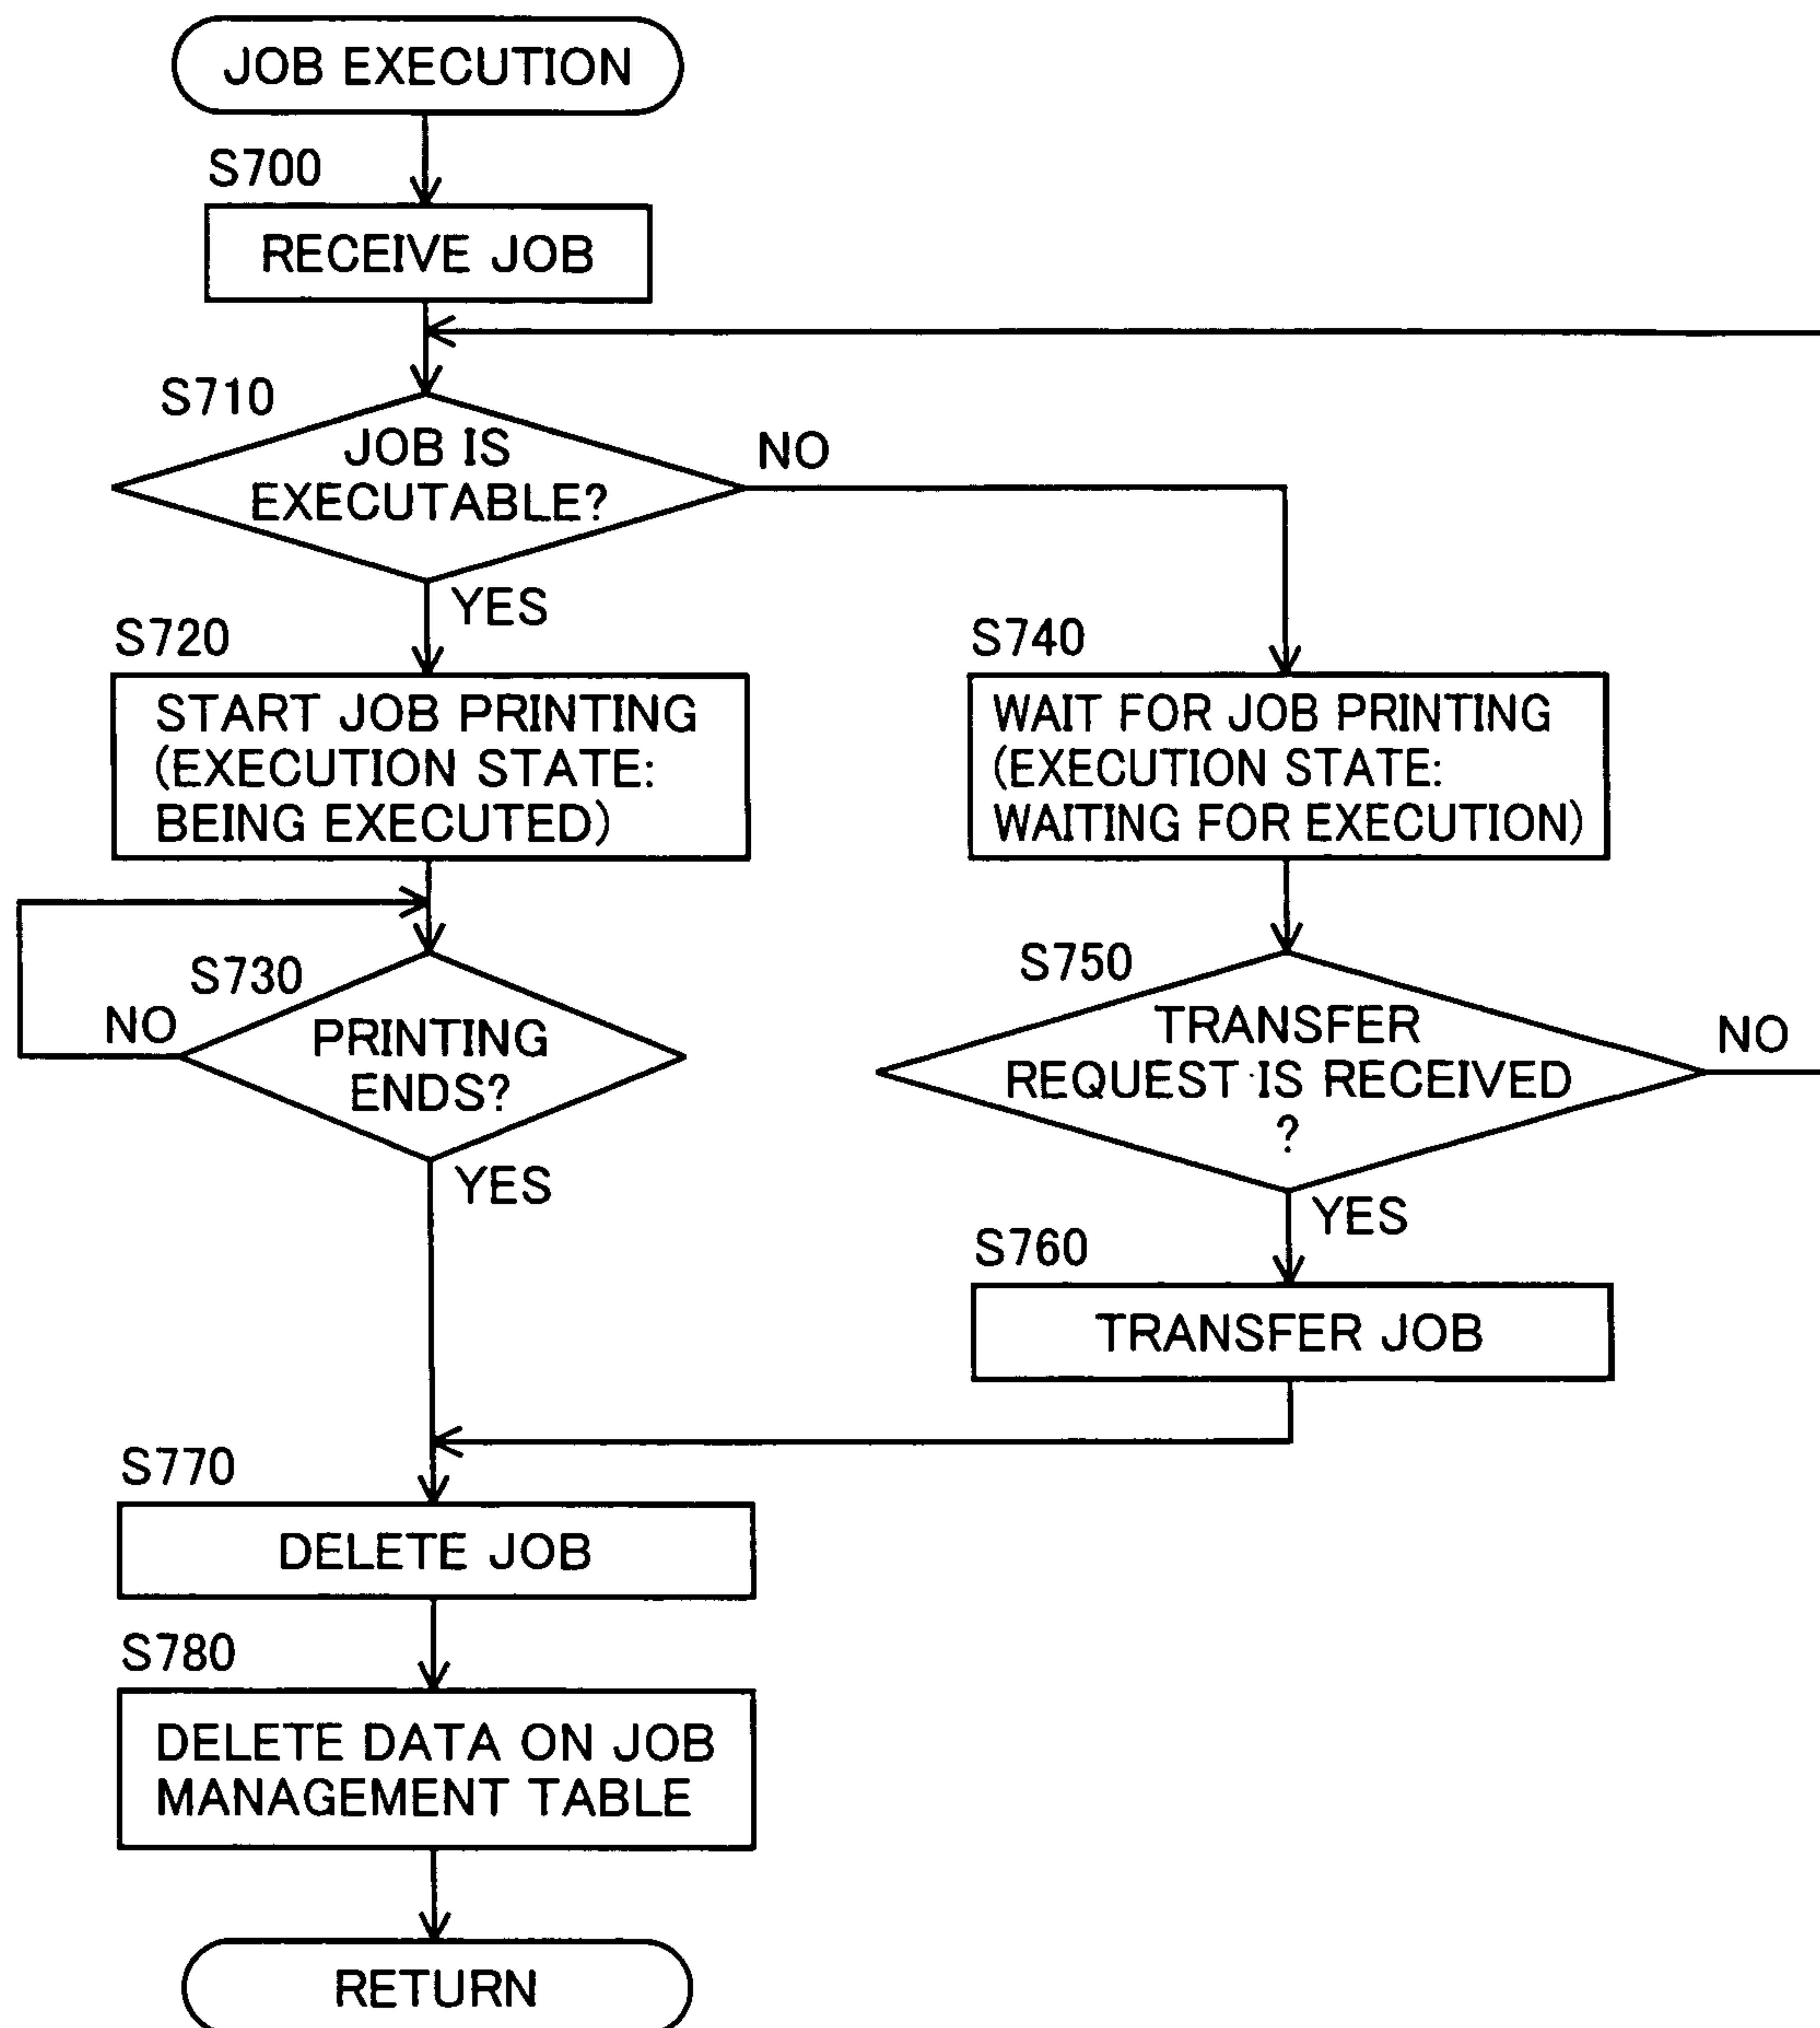 JOB EXECUTION
S700
RECEIVE JOB
S710
JOB IS
EXECUTABLE?
NO
YES
S720
START JOB PRINTING
(EXECUTION STATE:
BEING EXECUTED)
S740
WAIT FOR JOB PRINTING
(EXECUTION STATE:
WAITING FOR EXECUTION)
S730
NO
PRINTING
ENDS?
YES
S750
TRANSFER
REQUEST IS RECEIVED
?
NO
YES
S760
TRANSFER JOB
S770
DELETE JOB
S780
DELETE DATA ON JOB
MANAGEMENT TABLE
RETURN